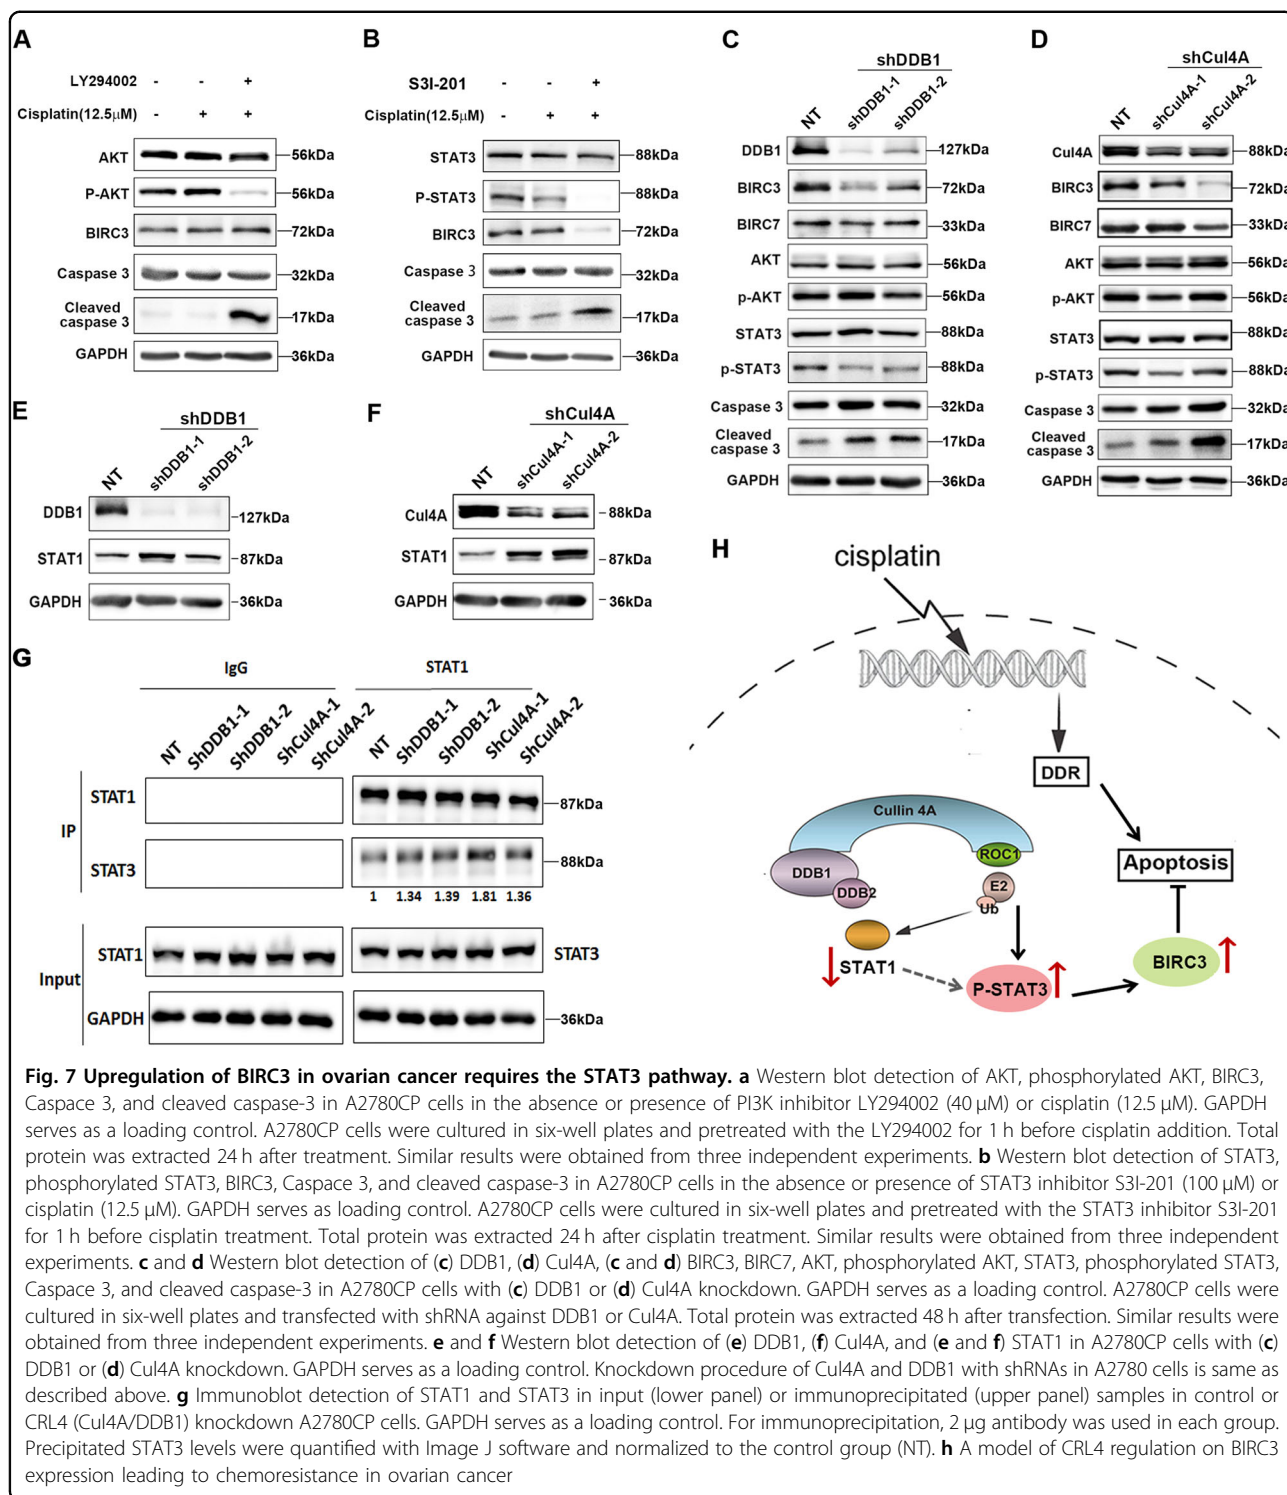 A
LY294002 - - +
Cisplatin(12.5μM) - + +
AKT 56kDa
P-AKT 56kDa
BIRC3 72kDa
Caspase 3 32kDa
Cleaved
caspase 3 17kDa
GAPDH 36kDa
B
S3I-201 - - +
Cisplatin(12.5μM) - + +
STAT3 88kDa
P-STAT3 88kDa
BIRC3 72kDa
Caspase 3 32kDa
Cleaved
caspase 3 17kDa
GAPDH 36kDa
C
shDDB1
NT shDDB1-1 shDDB1-2
DDB1 127kDa
BIRC3 72kDa
BIRC7 33kDa
AKT 56kDa
p-AKT 56kDa
STAT3 88kDa
p-STAT3 88kDa
Caspase 3 32kDa
Cleaved
caspase 3 17kDa
GAPDH 36kDa
D
shCul4A
NT shCul4A-1 shCul4A-2
Cul4A 88kDa
BIRC3 72kDa
BIRC7 33kDa
AKT 56kDa
p-AKT 56kDa
STAT3 88kDa
p-STAT3 88kDa
Caspase 3 32kDa
Cleaved
caspase 3 17kDa
GAPDH 36kDa
E
shDDB1
NT shDDB1-1 shDDB1-2
DDB1 127kDa
STAT1 87kDa
GAPDH 36kDa
F
shCul4A
NT shCul4A-1 shCul4A-2
Cul4A 88kDa
STAT1 87kDa
GAPDH 36kDa
G
IgG STAT1
NT ShDDB1-1 ShDDB1-2 ShCul4A-1 ShCul4A-2 NT ShDDB1-1 ShDDB1-2 ShCul4A-1 ShCul4A-2
IP
STAT1 87kDa
STAT3 88kDa
1 1.34 1.39 1.81 1.36
Input
STAT1 STAT3
GAPDH 36kDa
H
cisplatin
DDR
Cullin 4A
ROC1
Apoptosis
DDB1
DDB2
E2
Ub
STAT1
P-STAT3
BIRC3
Fig. 7 Upregulation of BIRC3 in ovarian cancer requires the STAT3 pathway. a Western blot detection of AKT, phosphorylated AKT, BIRC3,
Caspace 3, and cleaved caspase-3 in A2780CP cells in the absence or presence of PI3K inhibitor LY294002 (40 μM) or cisplatin (12.5 μM). GAPDH
serves as a loading control. A2780CP cells were cultured in six-well plates and pretreated with the LY294002 for 1 h before cisplatin addition. Total
protein was extracted 24 h after treatment. Similar results were obtained from three independent experiments. b Western blot detection of STAT3,
phosphorylated STAT3, BIRC3, Caspace 3, and cleaved caspase-3 in A2780CP cells in the absence or presence of STAT3 inhibitor S3I-201 (100 μM) or
cisplatin (12.5 μM). GAPDH serves as loading control. A2780CP cells were cultured in six-well plates and pretreated with the STAT3 inhibitor S3I-201
for 1 h before cisplatin treatment. Total protein was extracted 24 h after cisplatin treatment. Similar results were obtained from three independent
experiments. c and d Western blot detection of (c) DDB1, (d) Cul4A, (c and d) BIRC3, BIRC7, AKT, phosphorylated AKT, STAT3, phosphorylated STAT3,
Caspace 3, and cleaved caspase-3 in A2780CP cells with (c) DDB1 or (d) Cul4A knockdown. GAPDH serves as a loading control. A2780CP cells were
cultured in six-well plates and transfected with shRNA against DDB1 or Cul4A. Total protein was extracted 48 h after transfection. Similar results were
obtained from three independent experiments. e and f Western blot detection of (e) DDB1, (f) Cul4A, and (e and f) STAT1 in A2780CP cells with (c)
DDB1 or (d) Cul4A knockdown. GAPDH serves as a loading control. Knockdown procedure of Cul4A and DDB1 with shRNAs in A2780 cells is same as
described above. g Immunoblot detection of STAT1 and STAT3 in input (lower panel) or immunoprecipitated (upper panel) samples in control or
CRL4 (Cul4A/DDB1) knockdown A2780CP cells. GAPDH serves as a loading control. For immunoprecipitation, 2 μg antibody was used in each group.
Precipitated STAT3 levels were quantified with Image J software and normalized to the control group (NT). h A model of CRL4 regulation on BIRC3
expression leading to chemoresistance in ovarian cancer